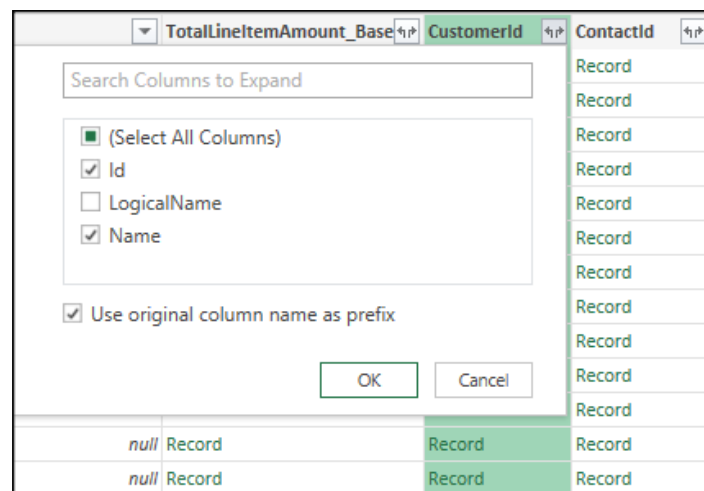 TotalLineItemAmount_Base CustomerId ContactId
Search Columns to Expand
(Select All Columns)
Id
LogicalName
Name
Use original column name as prefix
OK Cancel
Record
Record
Record
Record
Record
Record
Record
Record
Record
Record
Record
null Record Record Record
null Record Record Record